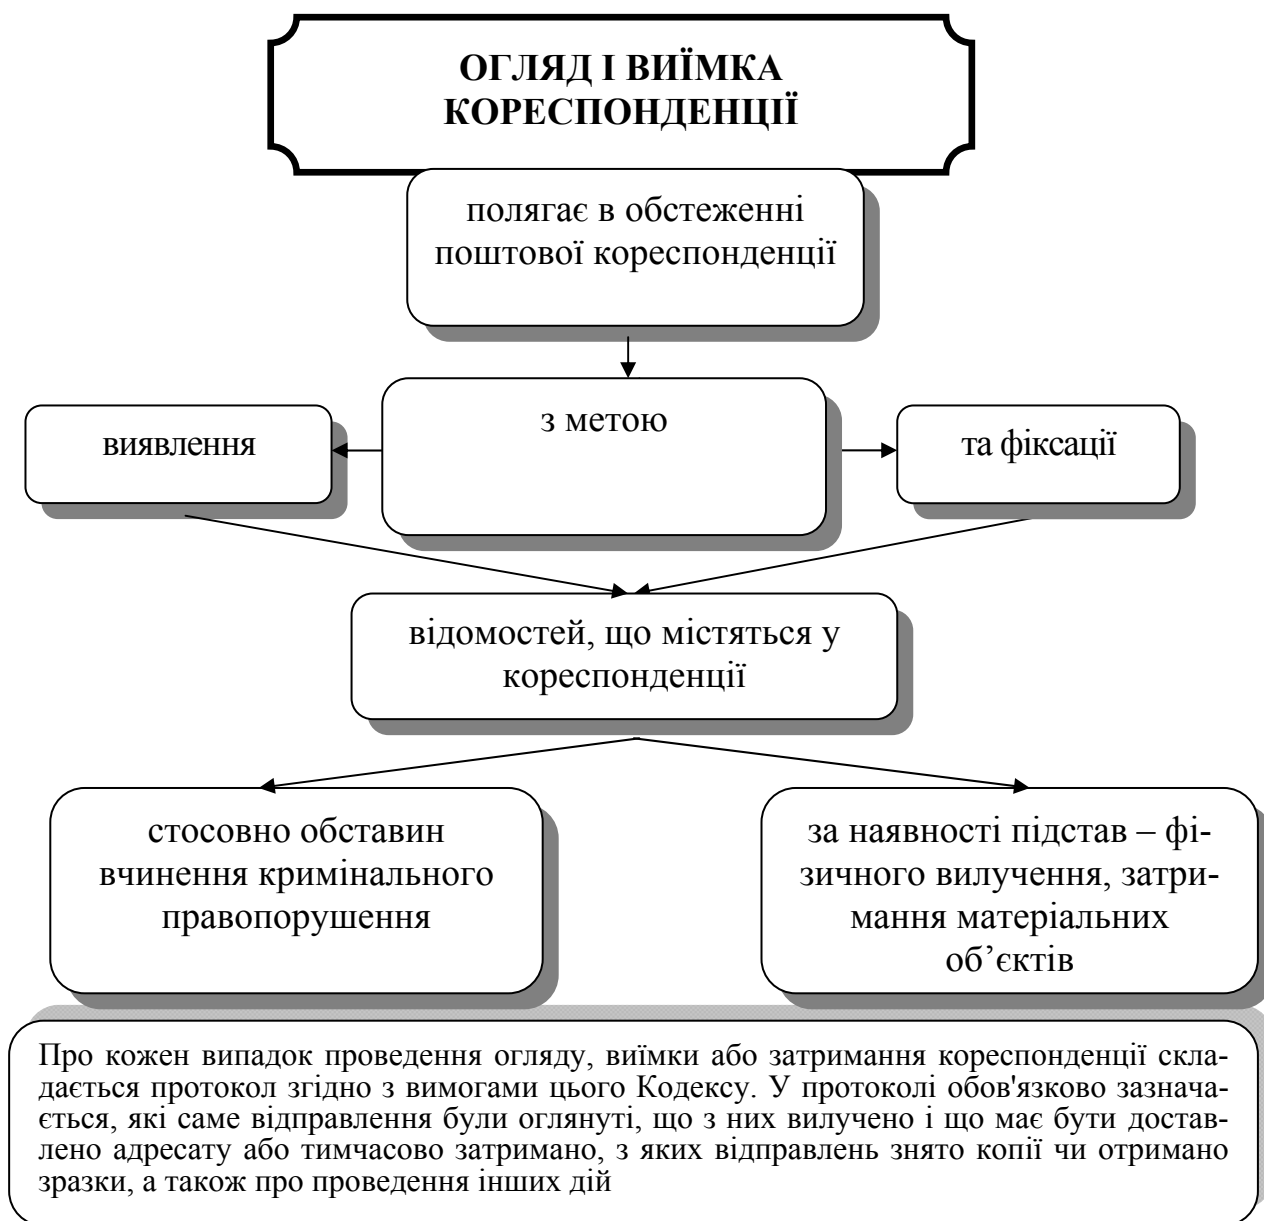 ОГЛЯД І ВИЇМКА
КОРЕСПОНДЕНЦІЇ
полягає в обстеженні
поштової кореспонденції
з метою
виявлення
та фіксації
відомостей, що містяться у
кореспонденції
стосовно обставин
вчинення кримінального
правопорушення
за наявності підстав – фі-
зичного вилучення, затри-
мання матеріальних
об’єктів
Про кожен випадок проведення огляду, виїмки або затримання кореспонденції скла-
дається протокол згідно з вимогами цього Кодексу. У протоколі обов'язково зазнача-
ється, які саме відправлення були оглянуті, що з них вилучено і що має бути достав-
лено адресату або тимчасово затримано, з яких відправлень знято копії чи отримано
зразки, а також про проведення інших дій